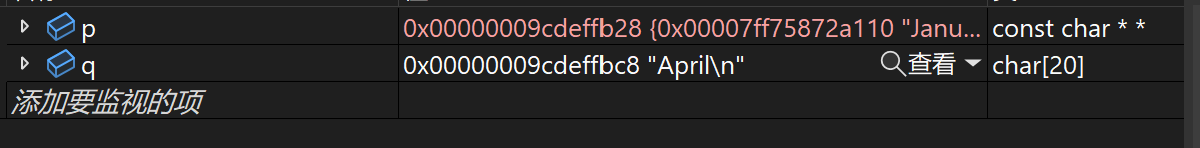 p 0x00000009cdeffb28 {0x00007ff75872a110 "Janu... const char * *
q 0x00000009cdeffbc8 "April\n" 查看 char[20]
添加要监视的项